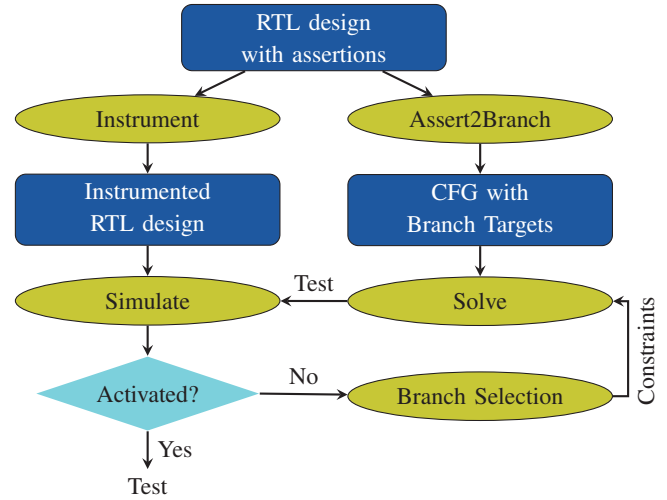 RTL design
with assertions
Instrument
Assert2Branch
Instrumented
RTL design
CFG with
Branch Targets
Simulate
Test
Solve
Constraints
Activated?
No
Branch Selection
Yes
Test